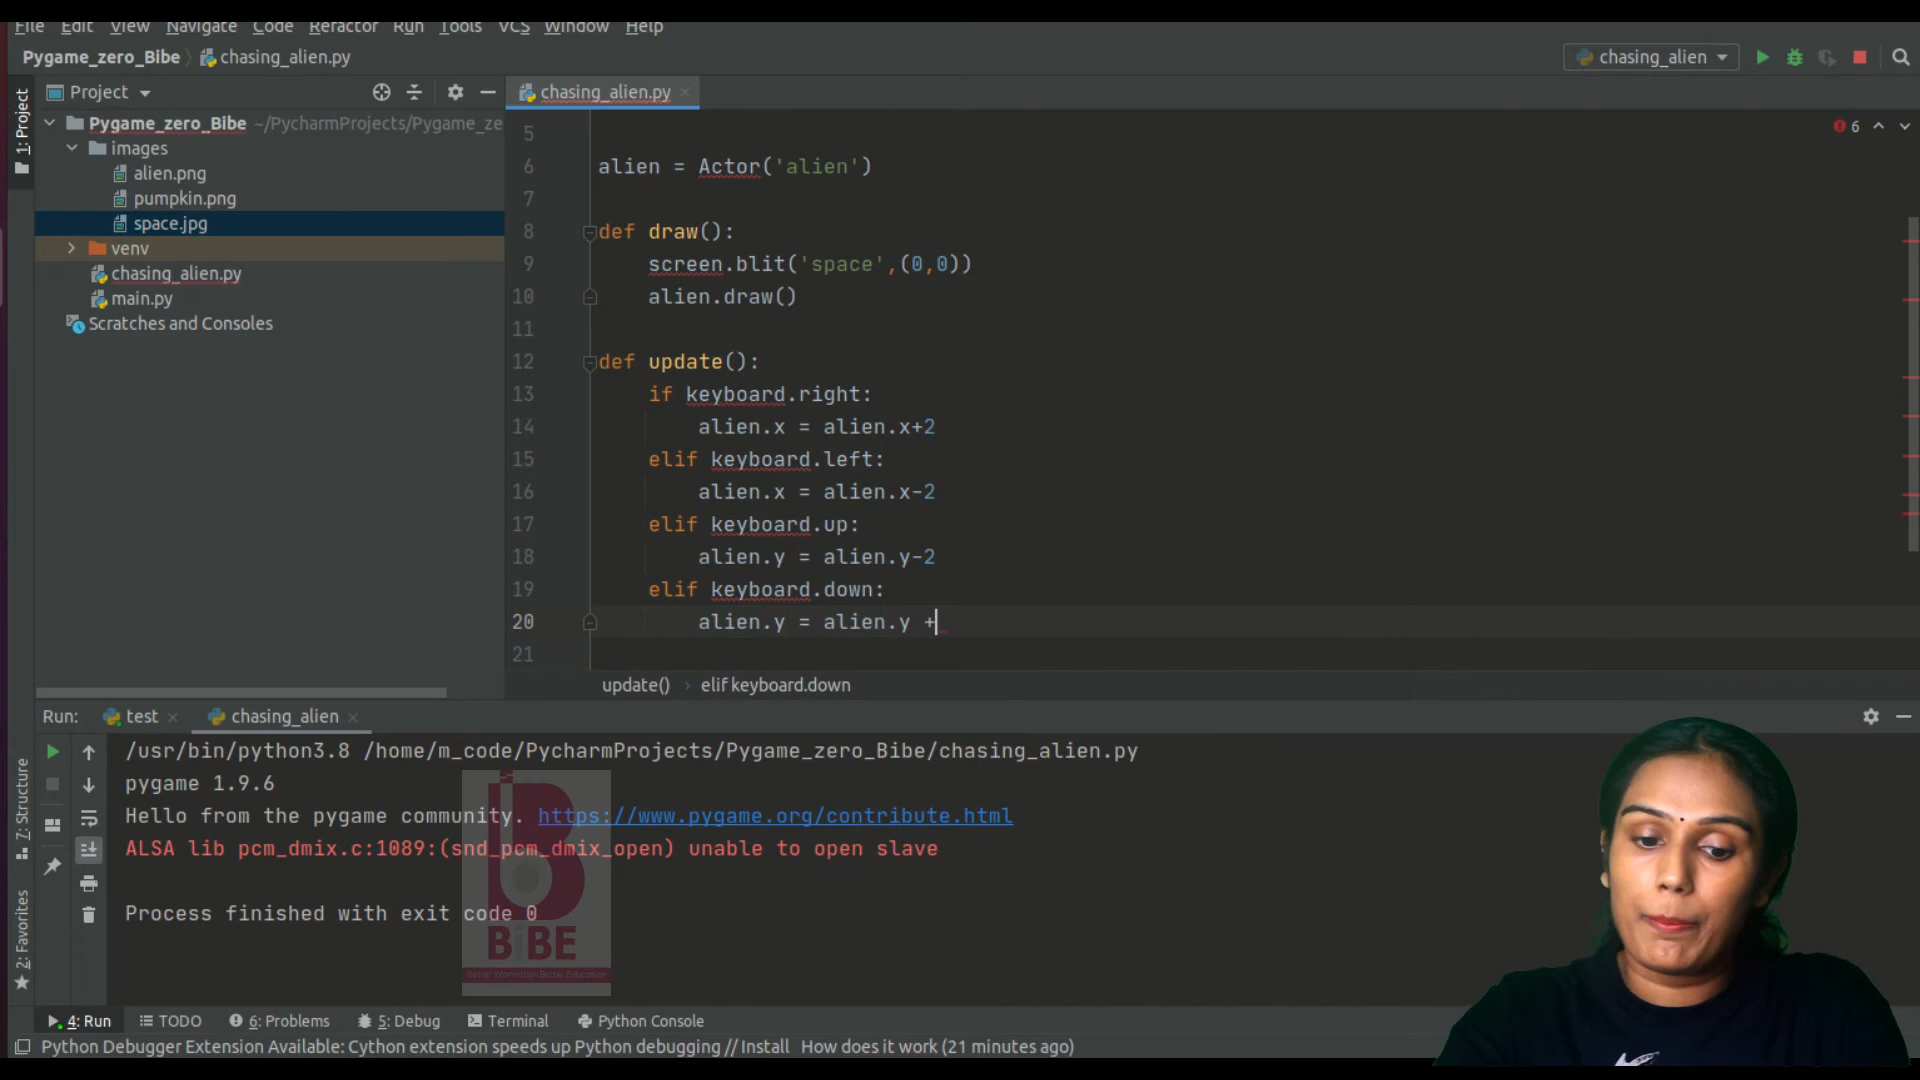 File Edit View Navigate Code Refactor Run Tools VCS Window Help
Pygame_zero_Bibe chasing_alien.py
chasing_alien
1: Project
Project
chasing_alien.py
Pygame_zero_Bibe ~/PycharmProjects/Pygame_ze
images
alien.png
pumpkin.png
space.jpg
venv
chasing_alien.py
main.py
Scratches and Consoles
6
5
6 alien = Actor('alien')
7
8 def draw():
9 screen.blit('space',(0,0))
10 alien.draw()
11
12 def update():
13 if keyboard.right:
14 alien.x = alien.x+2
15 elif keyboard.left:
16 alien.x = alien.x-2
17 elif keyboard.up:
18 alien.y = alien.y-2
19 elif keyboard.down:
20 alien.y = alien.y +
21
update() › elif keyboard.down
Run: test chasing_alien
/usr/bin/python3.8 /home/m_code/PycharmProjects/Pygame_zero_Bibe/chasing_alien.py
pygame 1.9.6
Hello from the pygame community. https://www.pygame.org/contribute.html
ALSA lib pcm_dmix.c:1089:(snd_pcm_dmix_open) unable to open slave
Process finished with exit code 0
BiBE
Better Information Better Education
7: Structure
2: Favorites
4: Run TODO 6: Problems 5: Debug Terminal Python Console
Python Debugger Extension Available: Cython extension speeds up Python debugging // Install How does it work (21 minutes ago)